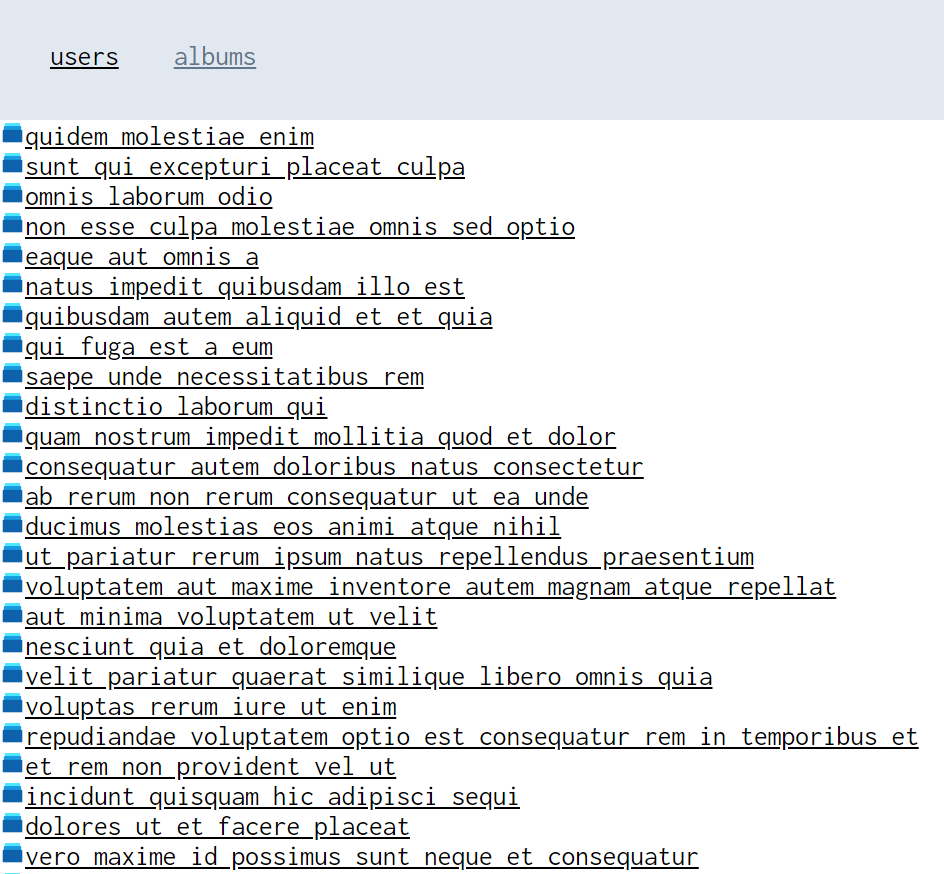 users albums
quidem molestiae enim
sunt qui excepturi placeat culpa
omnis laborum odio
non esse culpa molestiae omnis sed optio
eaque aut omnis a
natus impedit quibusdam illo est
quibusdam autem aliquid et et quia
qui fuga est a eum
saepe unde necessitatibus rem
distinctio laborum qui
quam nostrum impedit mollitia quod et dolor
consequatur autem doloribus natus consectetur
ab rerum non rerum consequatur ut ea unde
ducimus molestias eos animi atque nihil
ut pariatur rerum ipsum natus repellendus praesentium
voluptatem aut maxime inventore autem magnam atque repellat
aut minima voluptatem ut velit
nesciunt quia et doloremque
velit pariatur quaerat similique libero omnis quia
voluptas rerum iure ut enim
repudiandae voluptatem optio est consequatur rem in temporibus et
et rem non provident vel ut
incidunt quisquam hic adipisci sequi
dolores ut et facere placeat
vero maxime id possimus sunt neque et consequatur